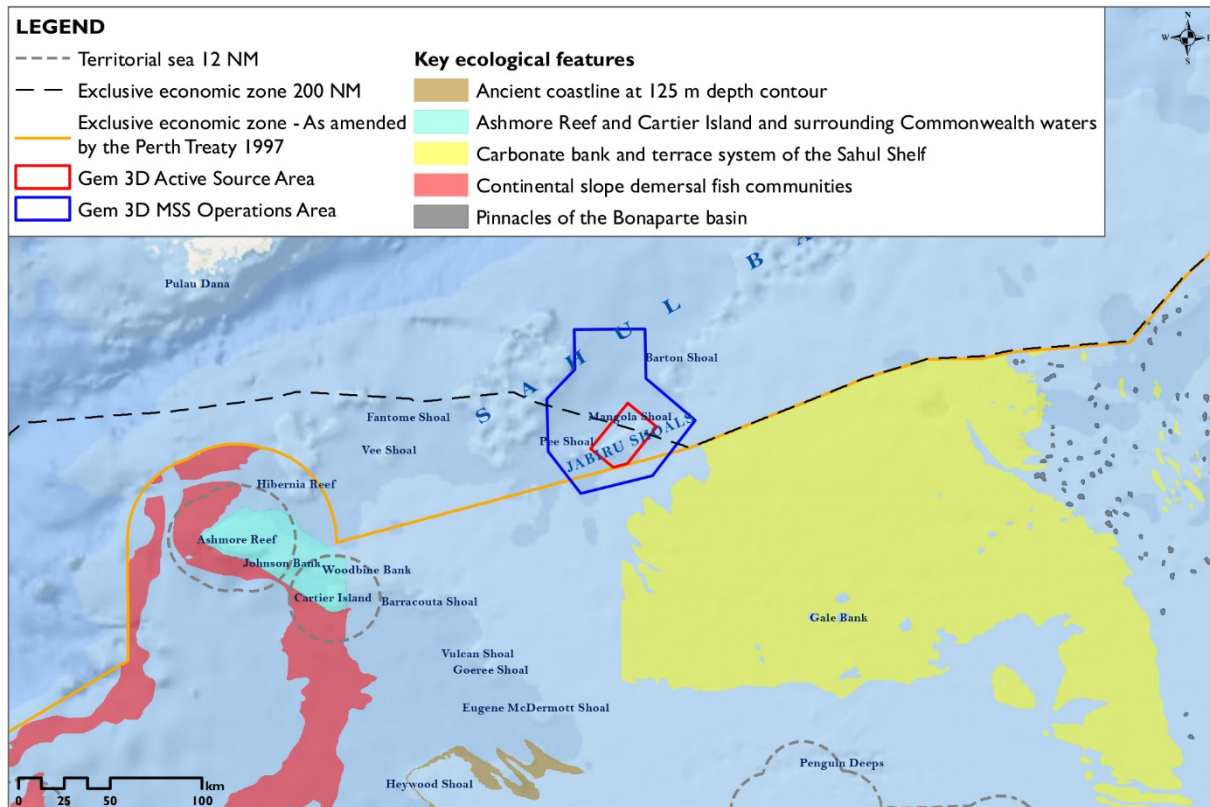 LEGEND
Territorial sea 12 NM
Exclusive economic zone 200 NM
Exclusive economic zone - As amended
by the Perth Treaty 1997
Gem 3D Active Source Area
Gem 3D MSS Operations Area
Key ecological features
Ancient coastline at 125 m depth contour
Ashmore Reef and Cartier Island and surrounding Commonwealth waters
Carbonate bank and terrace system of the Sahul Shelf
Continental slope demersal fish communities
Pinnacles of the Bonaparte basin
N
W E
S
Pulau Dana
S A H U L B A
Barton Shoal
Fantome Shoal
Mangola Shoal
Pee Shoal
JABIRU SHOALS
Vee Shoal
Hibernia Reef
Ashmore Reef
Johnson Bank
Woodbine Bank
Cartier Island
Barracouta Shoal
Gale Bank
Vulcan Shoal
Goeree Shoal
Eugene McDermott Shoal
Penguin Deeps
Heywood Shoal
km
0 25 50 100